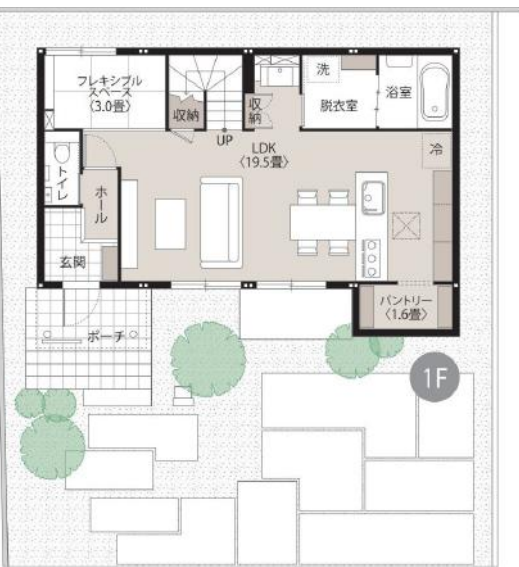 フレキシブル
スペース
〈3.0畳〉
収納
UP
収
納
洗
脱衣室
浴室
LDK
〈19.5畳〉
冷
トイレ
ホール
玄関
ポーチ
パントリー
〈1.6畳〉
1F